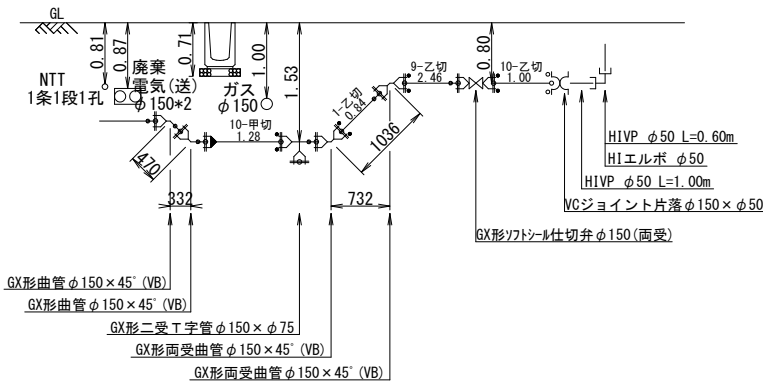 GL
0.81
0.87
0.71
1.00
1.53
0.80
NTT
1条1段1孔
廃棄
電気(送)
φ150*2
ガス
φ150
10-甲切
1.28
1-乙切
0.84
9-乙切
2.46
10-乙切
1.00
470
332
1036
732
HIVP φ50 L=0.60m
HIエルボ φ50
HIVP φ50 L=1.00m
VCジョイント片落φ150×φ50
GX形ソフトシール仕切弁φ150(両受)
GX形曲管φ150×45°(VB)
GX形曲管φ150×45°(VB)
GX形二受T字管φ150×φ75
GX形両受曲管φ150×45°(VB)
GX形両受曲管φ150×45°(VB)